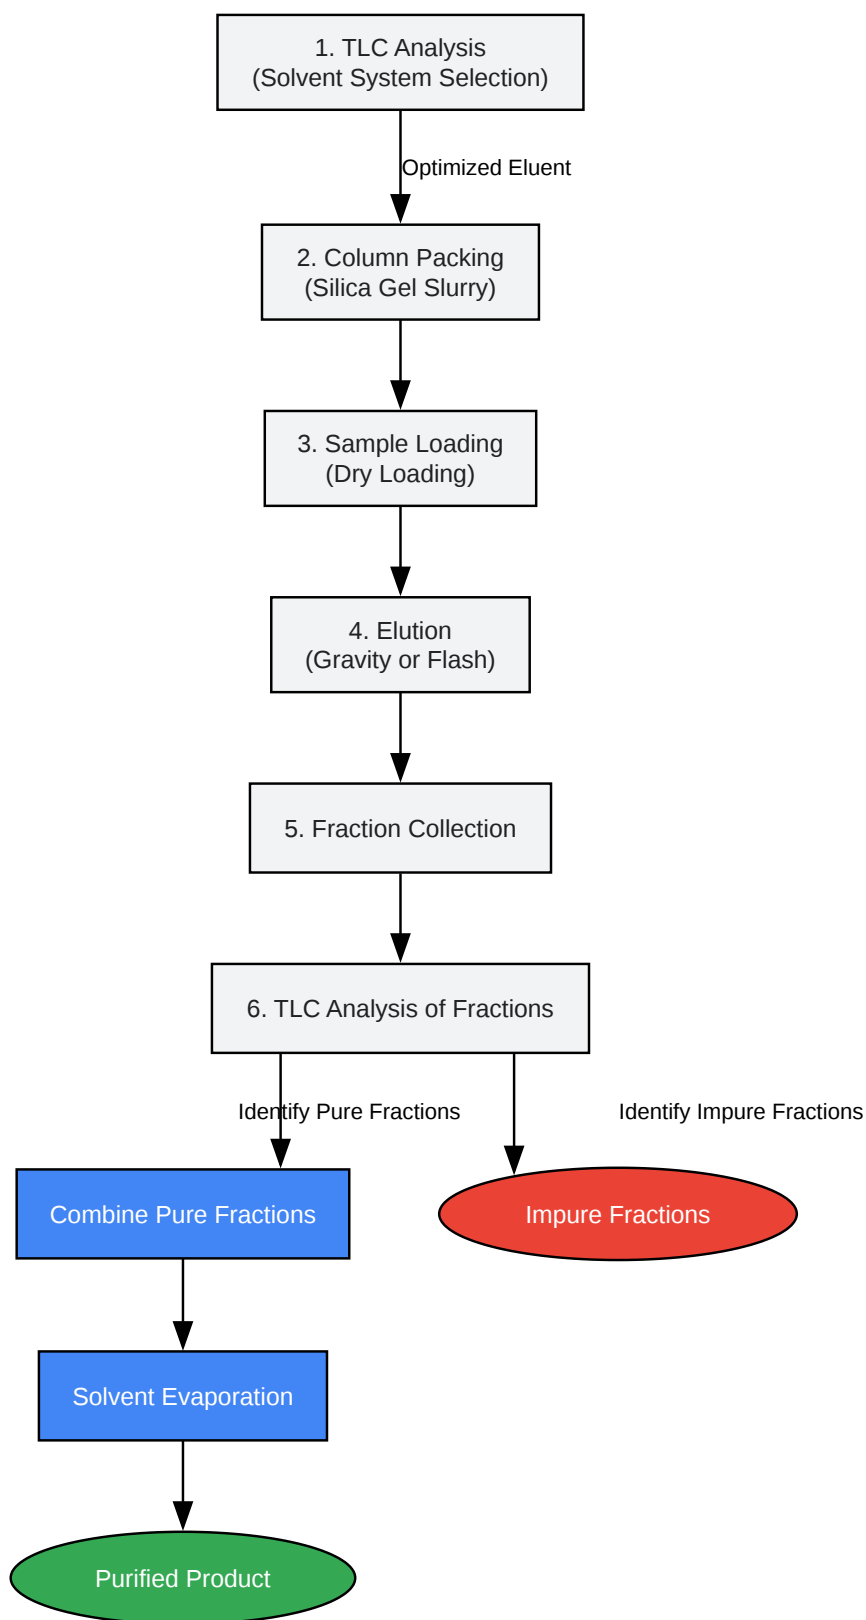 1. TLC Analysis
(Solvent System Selection)
Optimized Eluent
2. Column Packing
(Silica Gel Slurry)
3. Sample Loading
(Dry Loading)
4. Elution
(Gravity or Flash)
5. Fraction Collection
6. TLC Analysis of Fractions
Identify Pure Fractions
Identify Impure Fractions
Combine Pure Fractions
Impure Fractions
Solvent Evaporation
Purified Product